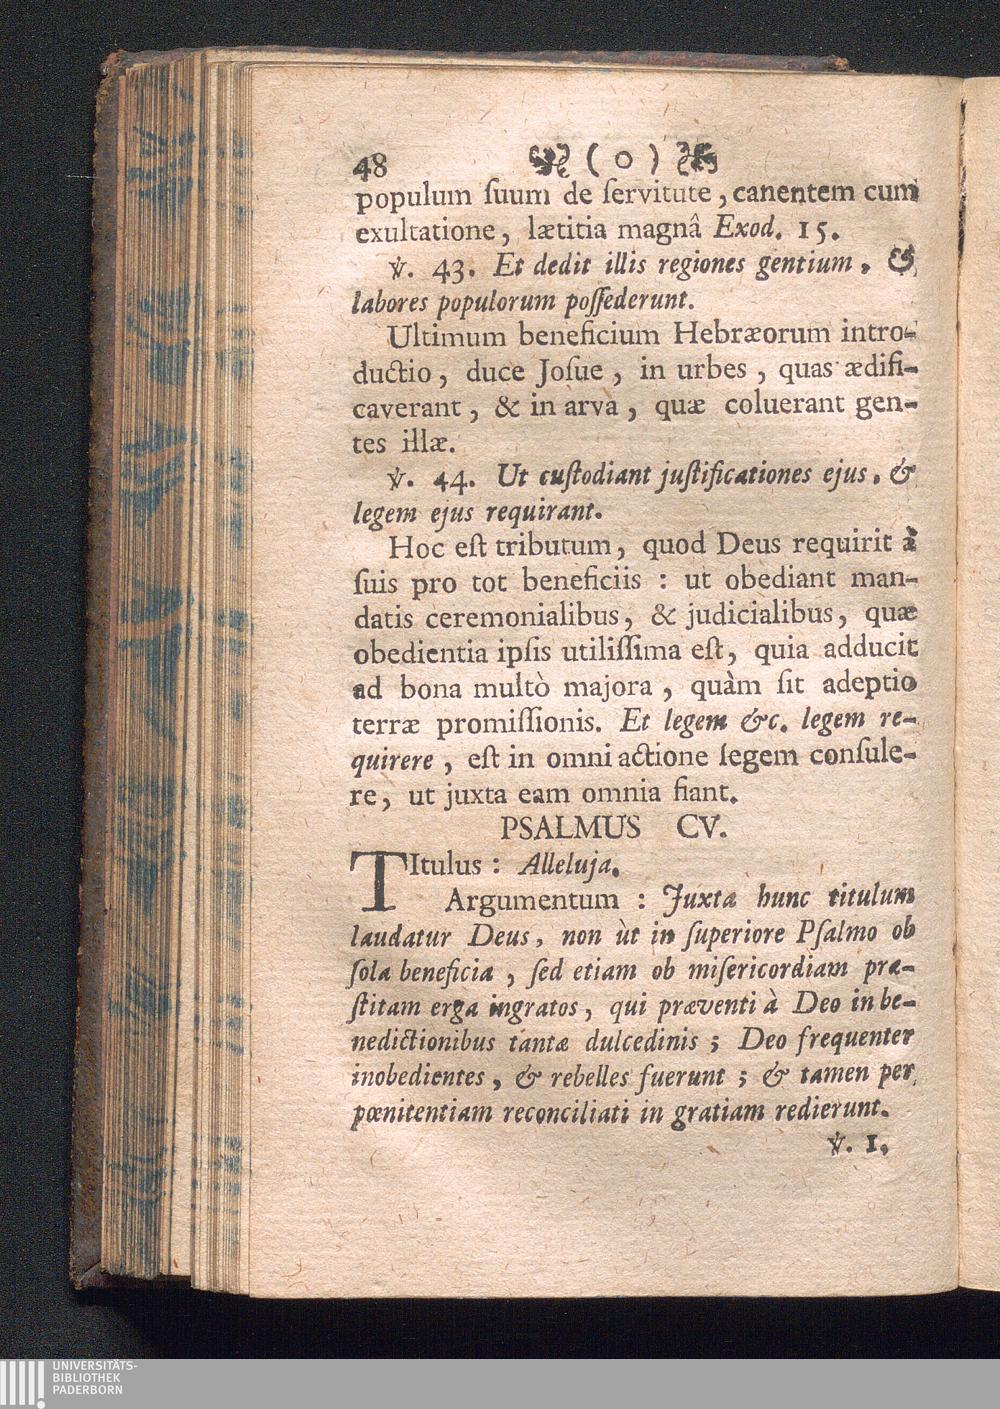 48 ( o )
populum ſuum de ſervitute, canentem cum
exultatione, lætitia magnâ Exod. 15.
℣. 43. Et dedit illis regiones gentium, &
labores populorum poſſederunt.
Ultimum beneficium Hebræorum intro-
ductio, duce Joſue, in urbes, quas ædifi-
caverant, & in arva, quæ coluerant gen-
tes illæ.
℣. 44. Ut cuſtodiant juſtificationes ejus, &
legem ejus requirant.
Hoc eſt tributum, quod Deus requirit à
ſuis pro tot beneficiis : ut obediant man-
datis ceremonialibus, & judicialibus, quæ
obedientia ipſis utiliſſima eſt, quia adducit
ad bona multò majora, quàm ſit adeptio
terræ promiſſionis. Et legem &c. legem re-
quirere, eſt in omni actione legem conſule-
re, ut juxta eam omnia fiant.
PSALMUS CV.
TItulus : Alleluja.
Argumentum : Juxta hunc titulum
laudatur Deus, non ùt in ſuperiore Pſalmo ob
ſola beneficia, ſed etiam ob miſericordiam præ-
ſtitam erga ingratos, qui præventi à Deo in be-
nedictionibus tantæ dulcedinis ; Deo frequenter
inobedientes, & rebelles fuerunt ; & tamen per
pœnitentiam reconciliati in gratiam redierunt.
℣. 1.
UNIVERSITÄTS-
BIBLIOTHEK
PADERBORN